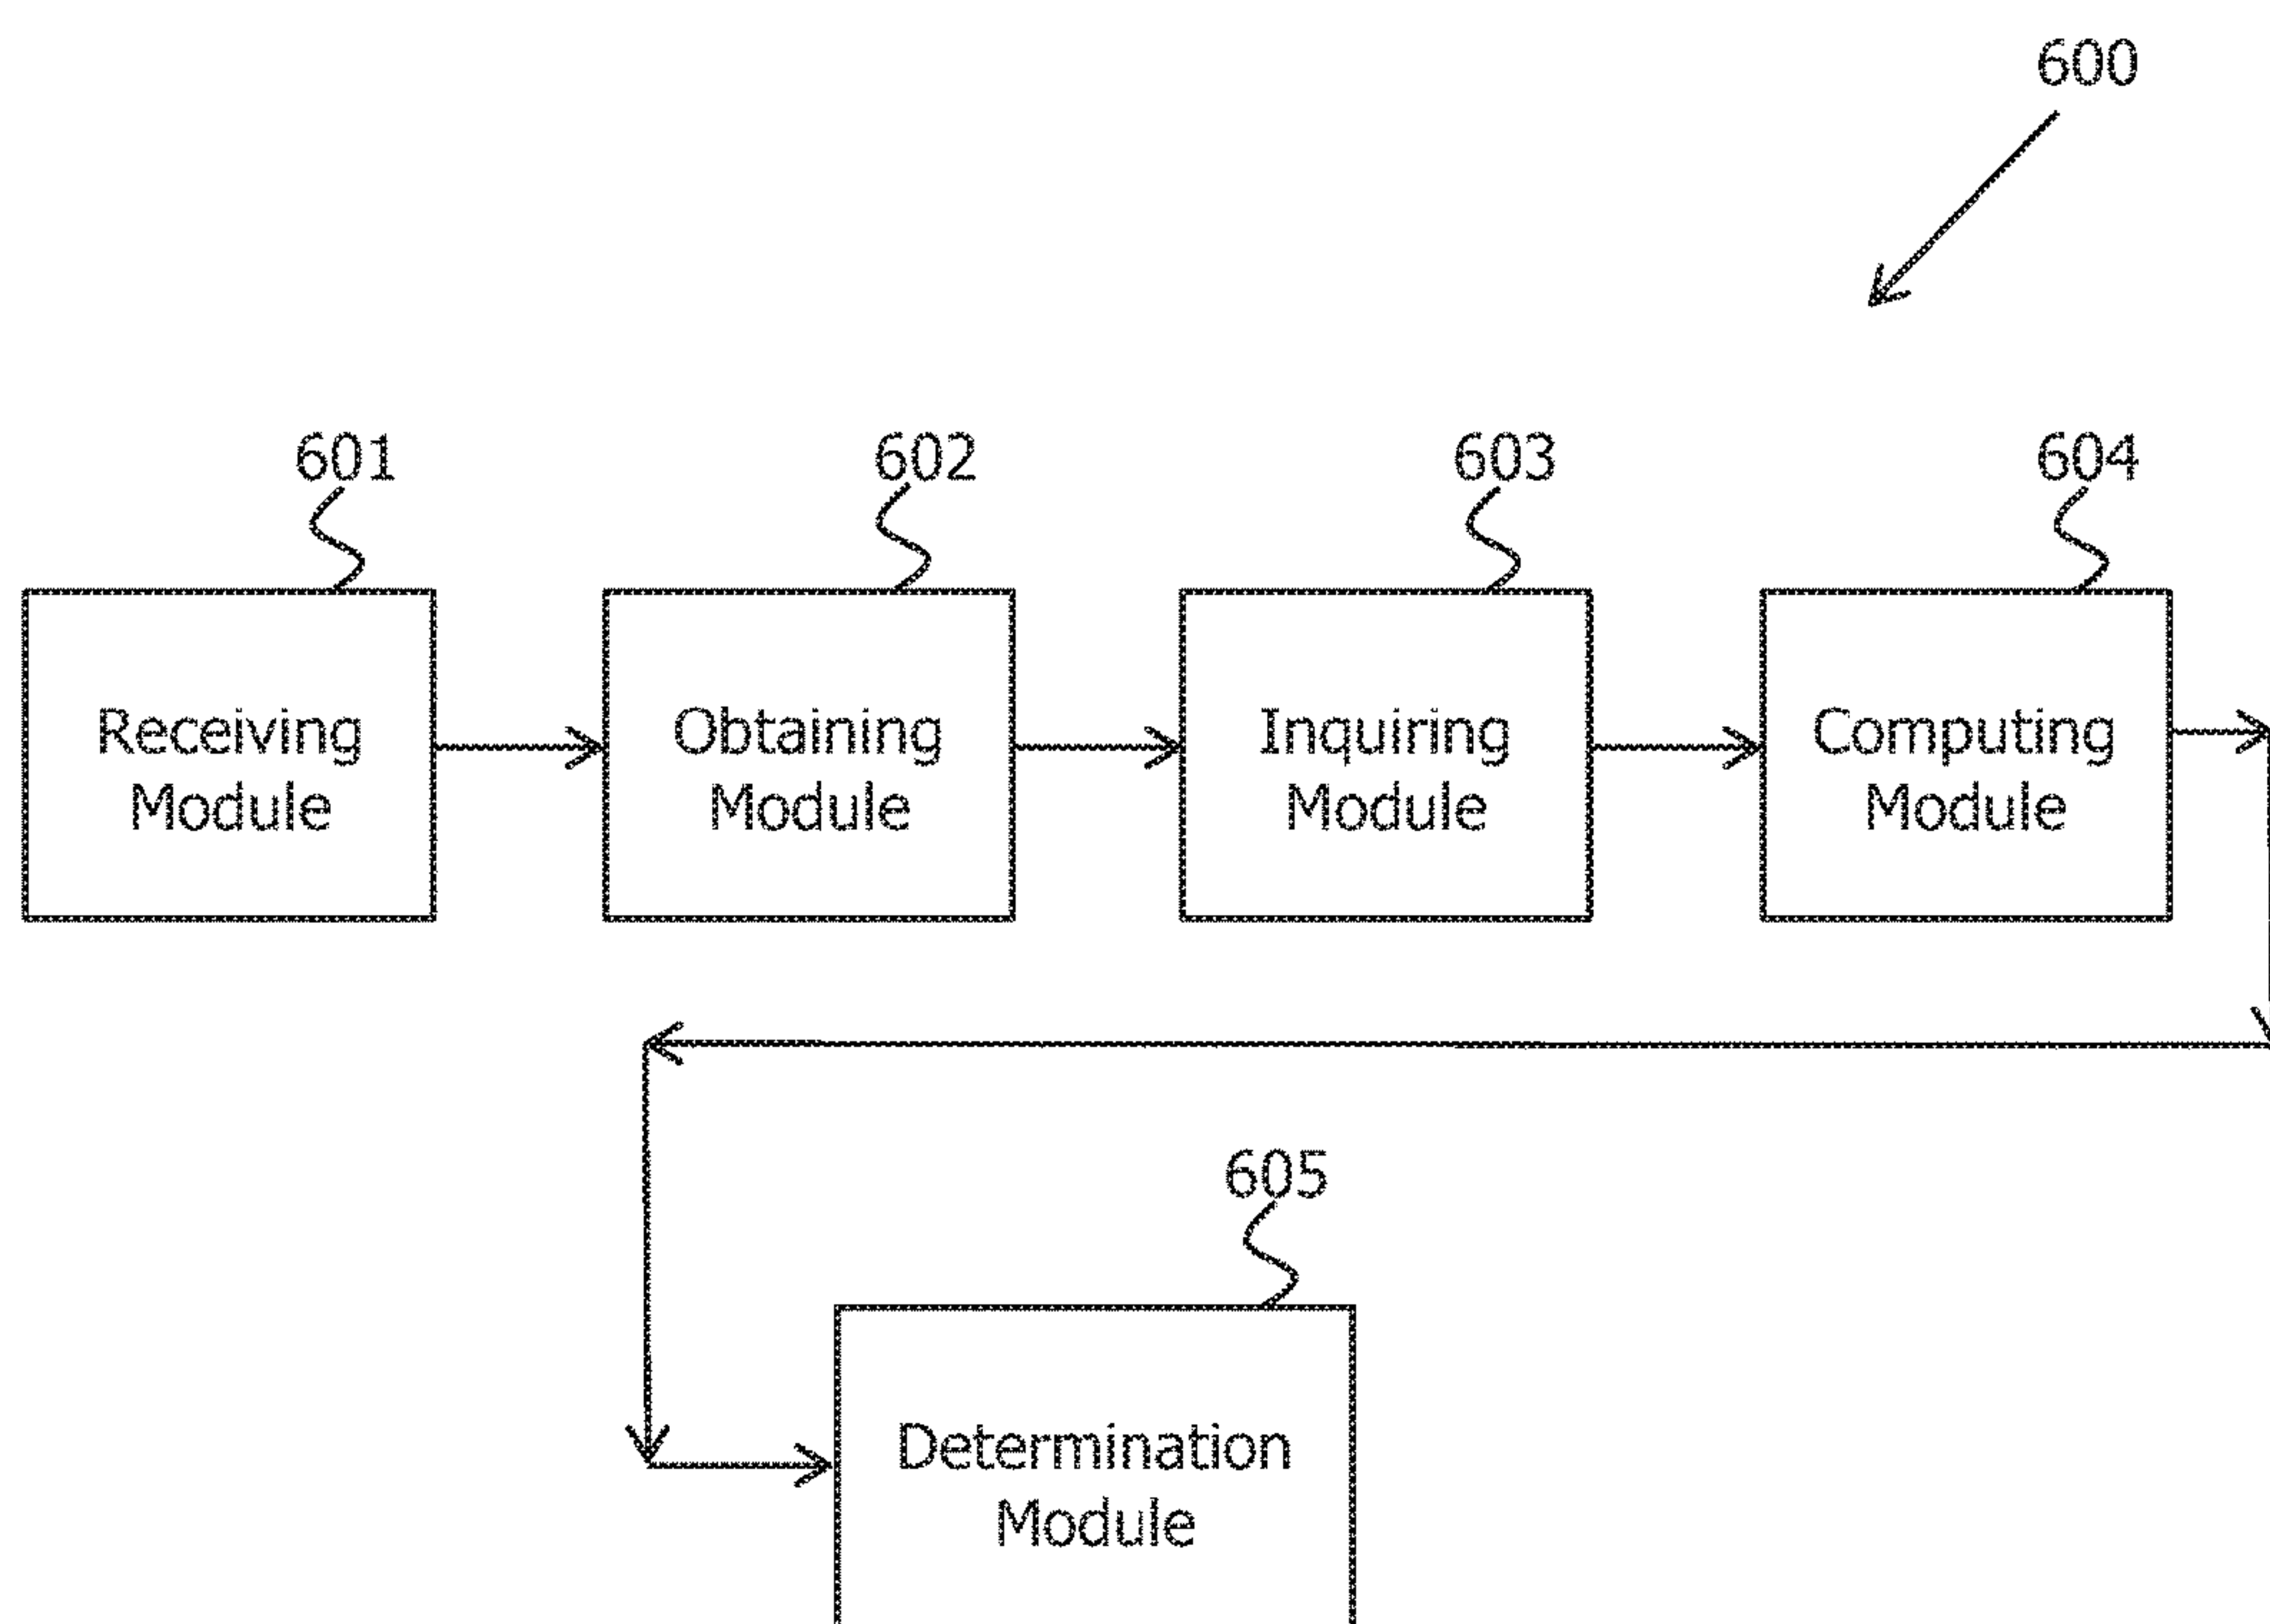 600
601
602
603
604
Receiving
Module
Obtaining
Module
Inquiring
Module
Computing
Module
605
Determination
Module